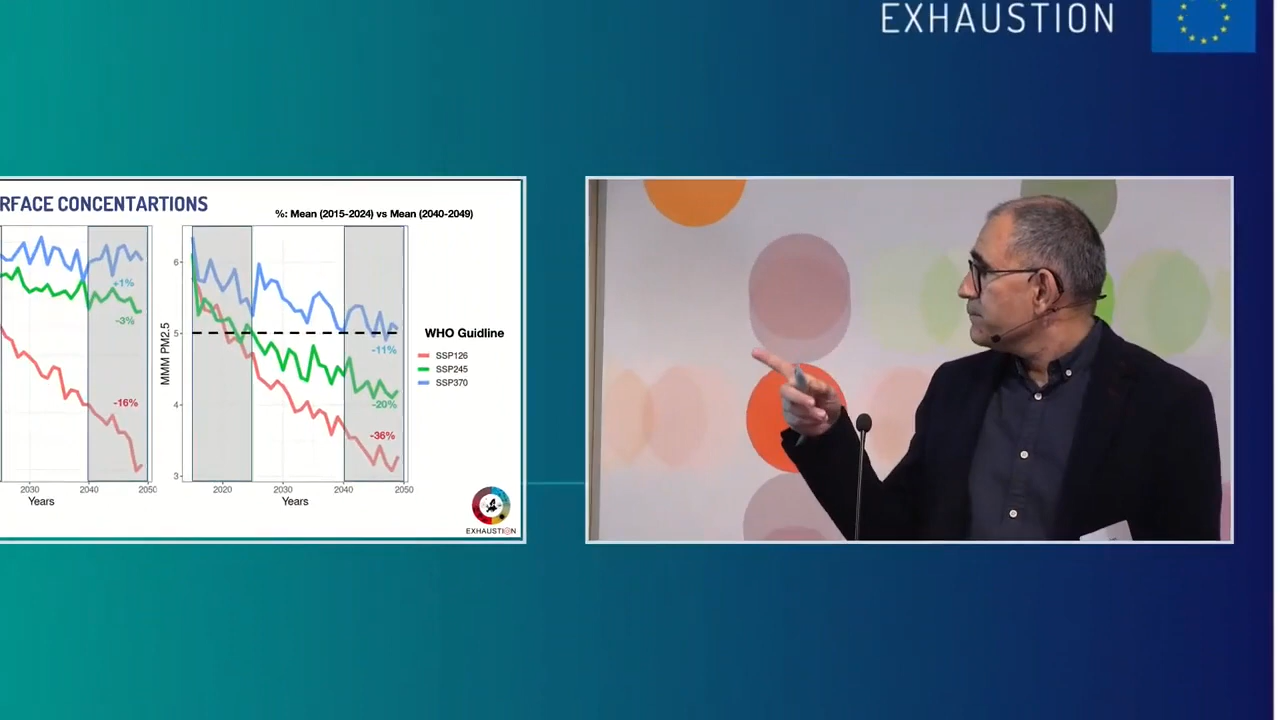 EXHAUSTION
RFACE CONCENTARTIONS
%: Mean (2015-2024) vs Mean (2040-2049)
+1%
-3%
-16%
2030
2040
2050
Years
MMM PM2.5
6
5
4
3
-11%
-20%
-36%
2020
2030
2040
2050
Years
WHO Guidline
SSP126
SSP245
SSP370
EXHAUSTION